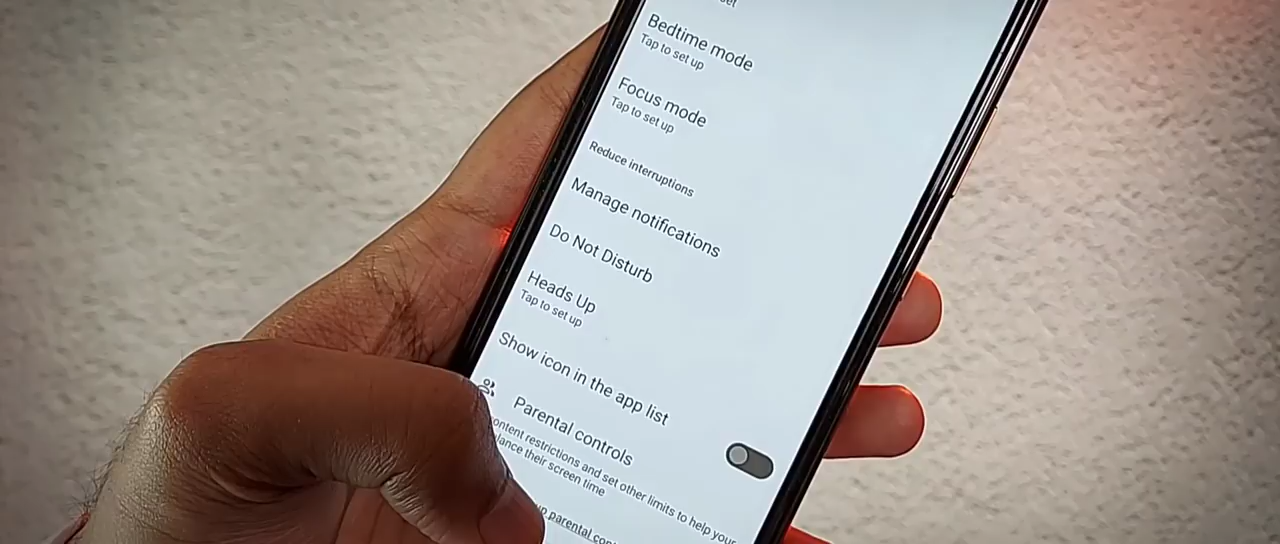 Bedtime mode
Tap to set up
Focus mode
Tap to set up
Reduce interruptions
Manage notifications
Do Not Disturb
Heads Up
Tap to set up
Show icon in the app list
Parental controls
content restrictions and set other limits to help your
their screen time
parental